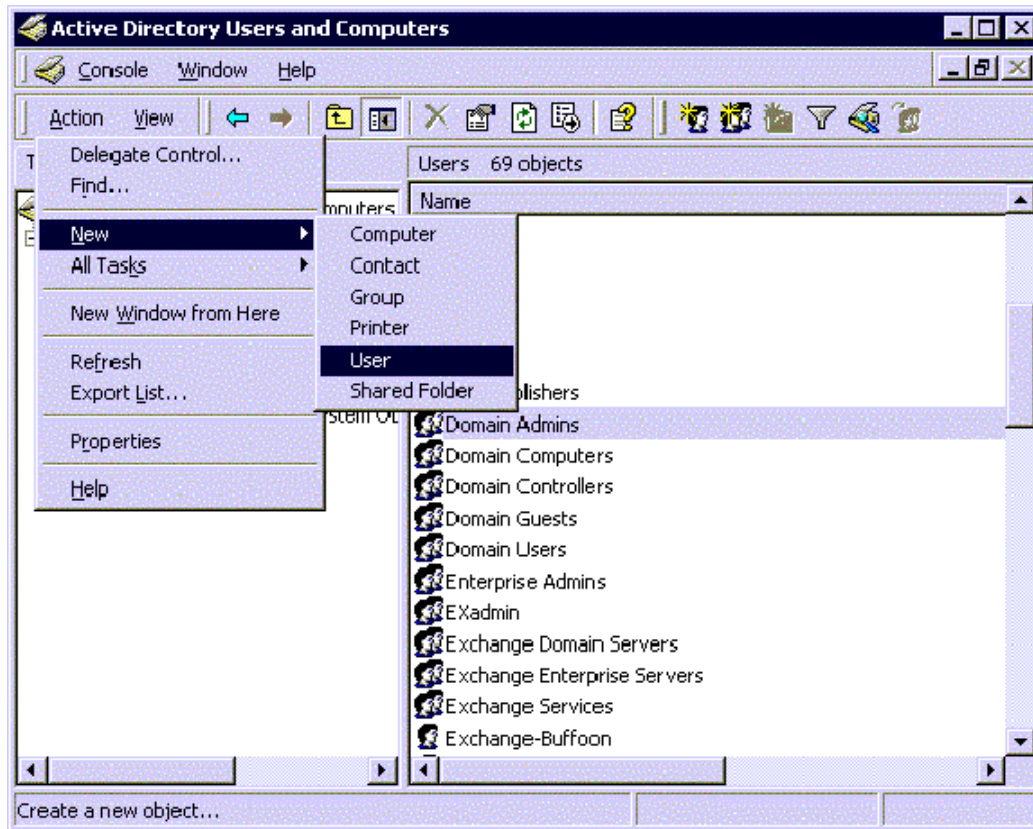 Active Directory Users and Computers
Console Window Help
Action View
Users 69 objects
Delegate Control...
Find...
New
All Tasks
New Window from Here
Refresh
Export List...
Properties
Help
Computer
Contact
Group
Printer
User
Shared Folder
Name
Domain Admins
Domain Computers
Domain Controllers
Domain Guests
Domain Users
Enterprise Admins
EXadmin
Exchange Domain Servers
Exchange Enterprise Servers
Exchange Services
Exchange-Buffoon
Create a new object...